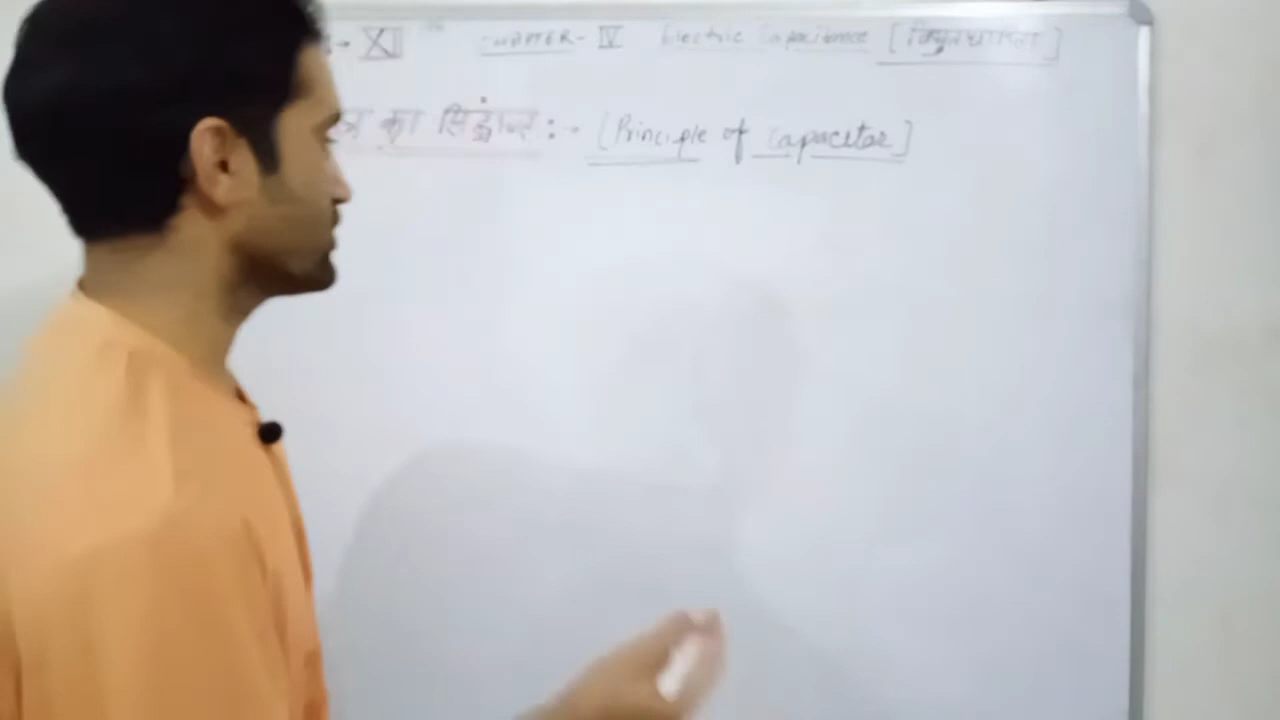 - XII CHAPTER - IV Electric Capacitance [विद्युत धारिता]
का सिद्धान्त :- [Principle of Capacitor]